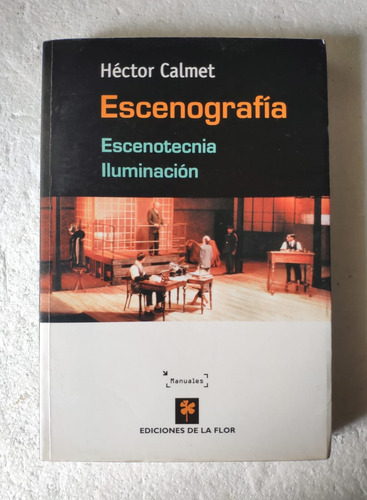 Héctor Calmet
Escenografía
Escenotecnia
Iluminación
Manuales
EDICIONES DE LA FLOR